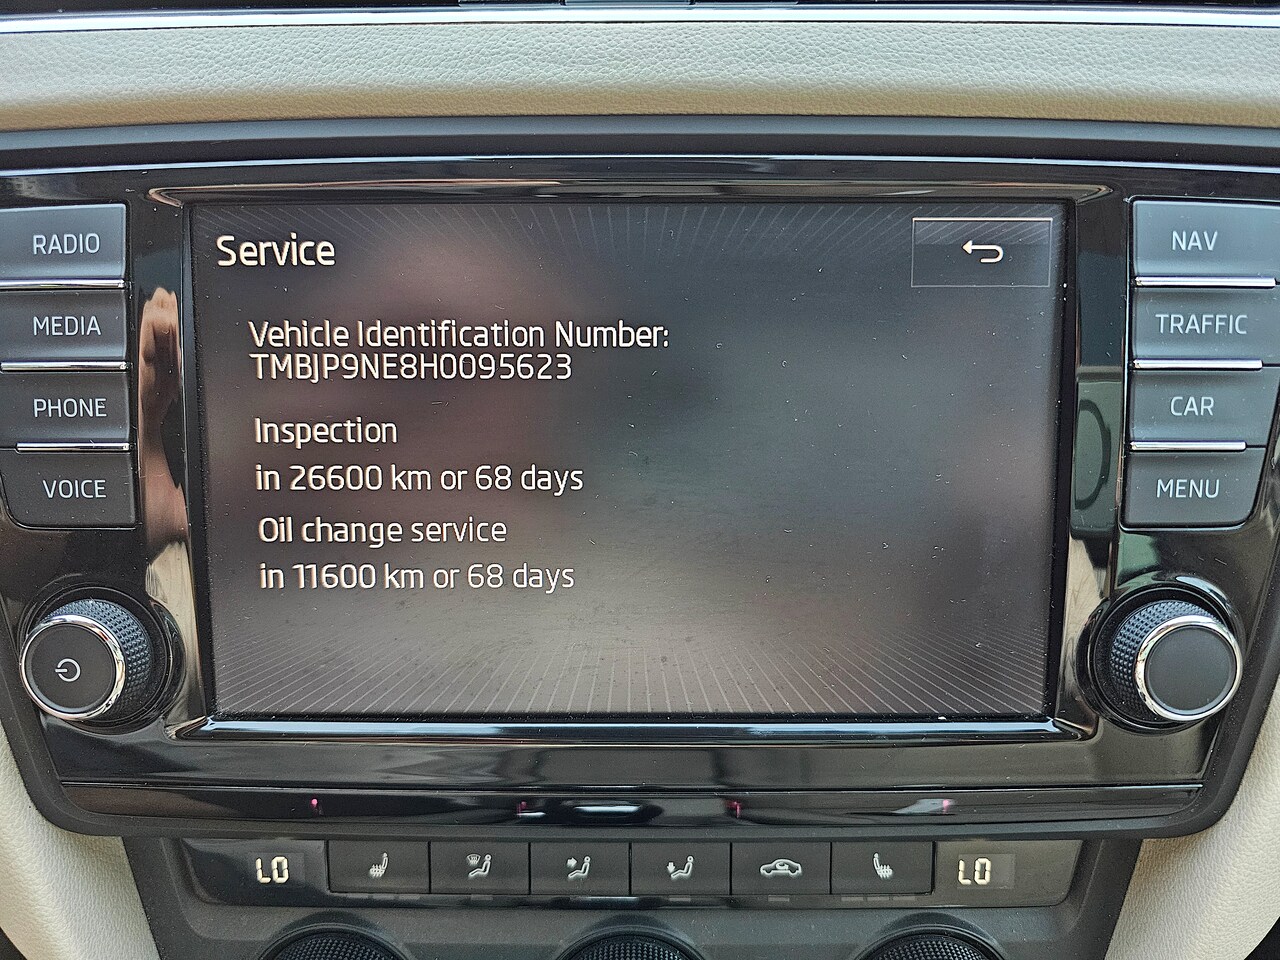 Service
Vehicle Identification Number:
TMBJP9NE8H0095623
Inspection
in 26600 km or 68 days
Oil change service
in 11600 km or 68 days
RADIO
MEDIA
PHONE
VOICE
NAV
TRAFFIC
CAR
MENU
LO
LO